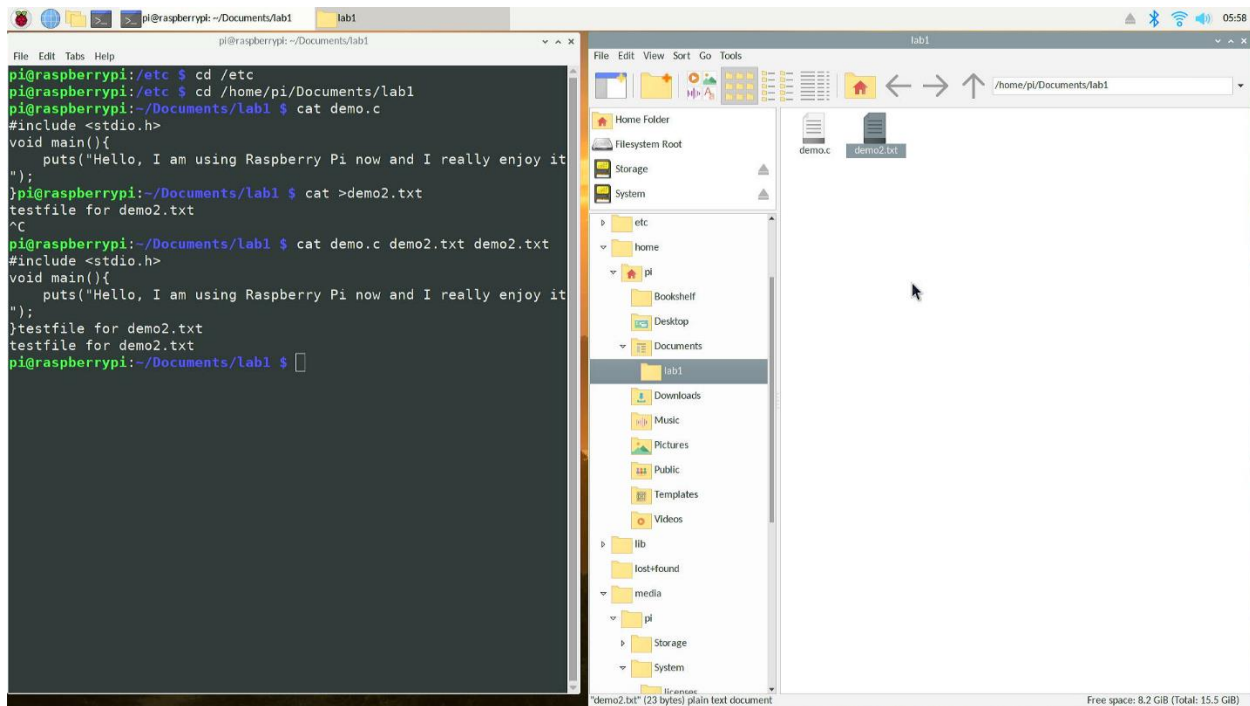 pi@raspberrypi: ~/Documents/lab1
lab1
05:58
pi@raspberrypi: ~/Documents/lab1
File Edit Tabs Help
pi@raspberrypi:/etc $ cd /etc
pi@raspberrypi:/etc $ cd /home/pi/Documents/lab1
pi@raspberrypi:~/Documents/lab1 $ cat demo.c
#include <stdio.h>
void main(){
    puts("Hello, I am using Raspberry Pi now and I really enjoy it
");
}pi@raspberrypi:~/Documents/lab1 $ cat >demo2.txt
testfile for demo2.txt
^C
pi@raspberrypi:~/Documents/lab1 $ cat demo.c demo2.txt demo2.txt
#include <stdio.h>
void main(){
    puts("Hello, I am using Raspberry Pi now and I really enjoy it
");
}testfile for demo2.txt
testfile for demo2.txt
pi@raspberrypi:~/Documents/lab1 $
lab1
File Edit View Sort Go Tools
/home/pi/Documents/lab1
Home Folder
Filesystem Root
Storage
System
etc
home
pi
Bookshelf
Desktop
Documents
lab1
Downloads
Music
Pictures
Public
Templates
Videos
lib
lost+found
media
pi
Storage
System
licenses
demo.c
demo2.txt
"demo2.txt" (23 bytes) plain text document
Free space: 8.2 GiB (Total: 15.5 GiB)